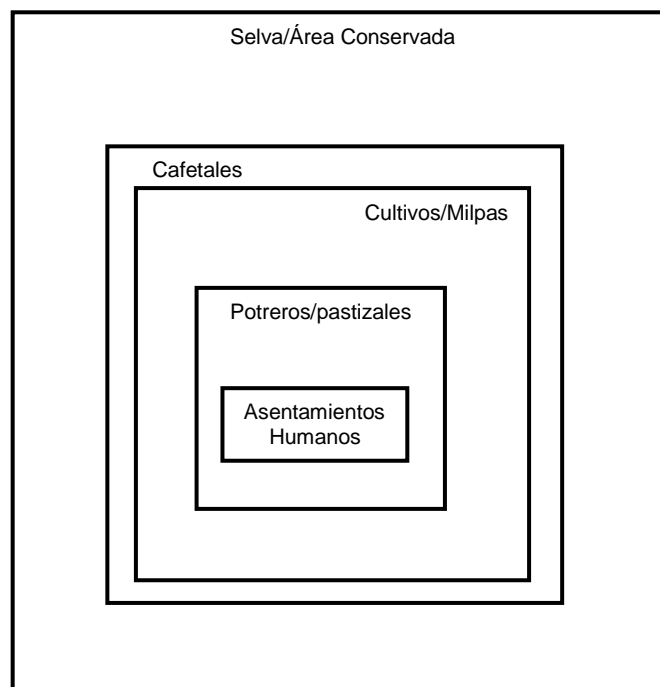 Selva/Área Conservada
Cafetales
Cultivos/Milpas
Potreros/pastizales
Asentamientos
Humanos